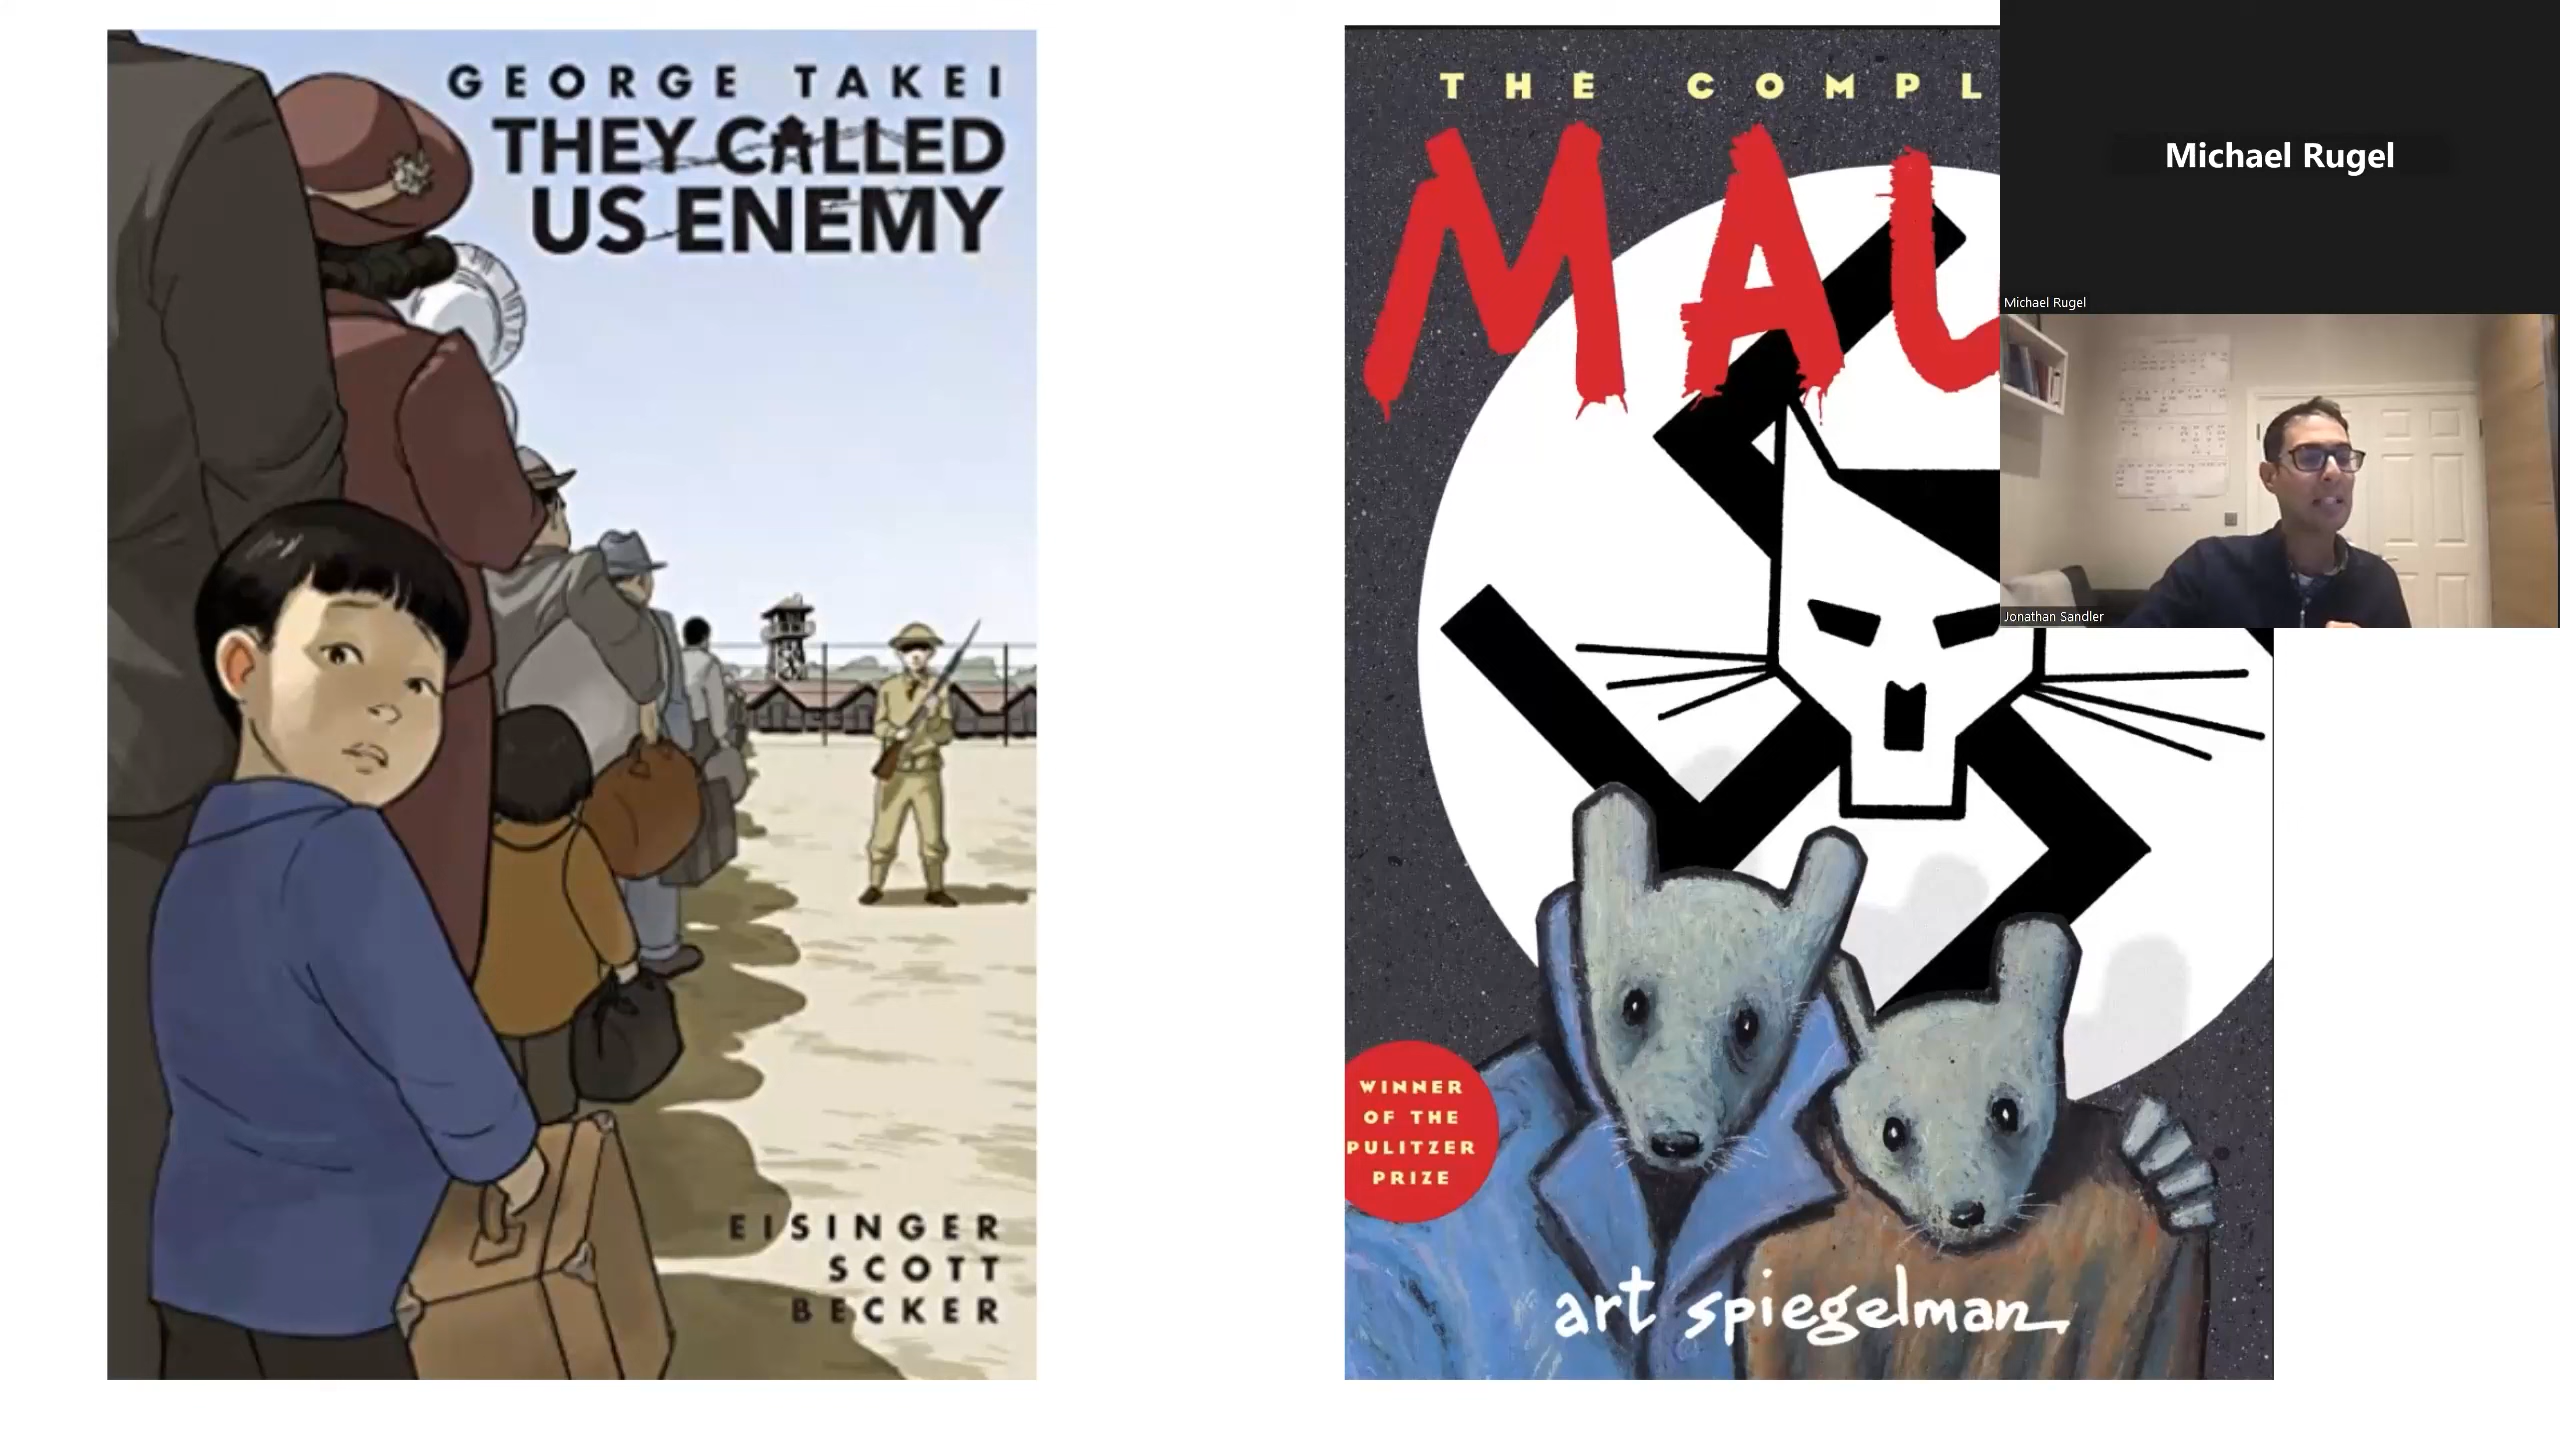 GEORGE TAKEI
THEY CALLED
US ENEMY
EISINGER
SCOTT
BECKER
THE COMPL
MAU
WINNER
OF THE
PULITZER
PRIZE
art spiegelman
Michael Rugel
Michael Rugel
Jonathan Sandler